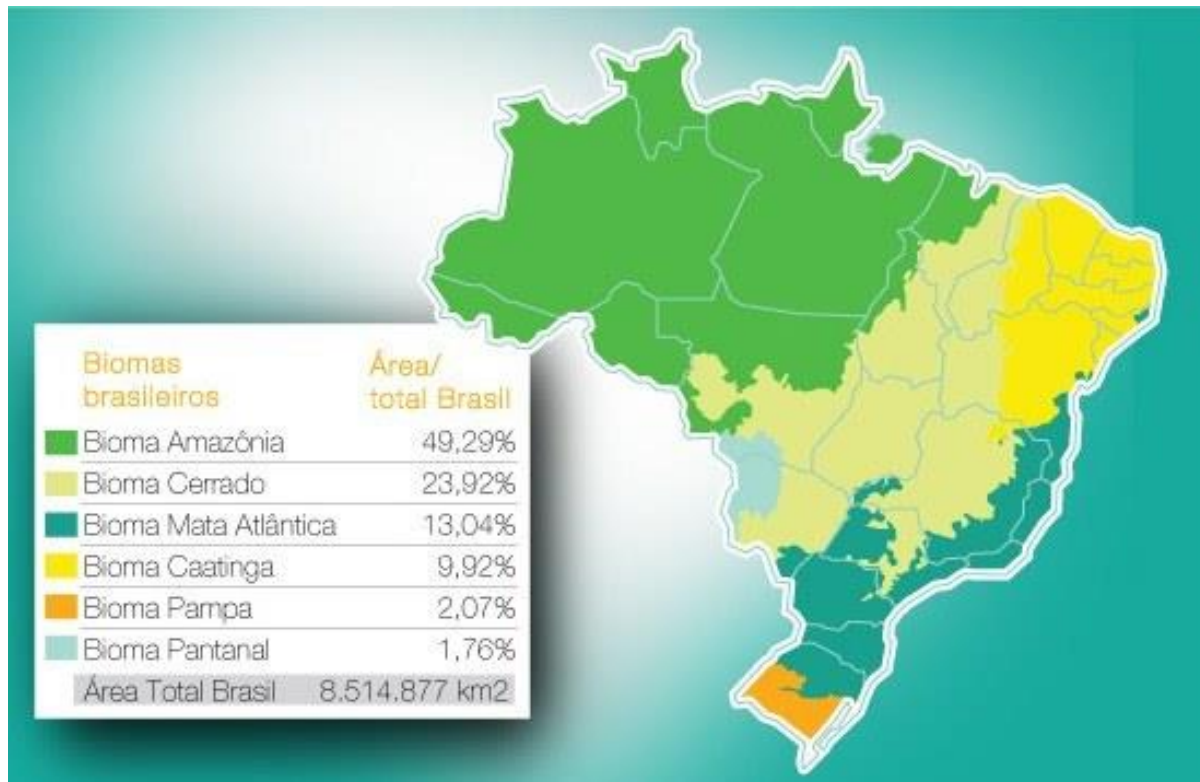 Biomas brasileiros
Área/ total Brasil
Bioma Amazônia 49,29%
Bioma Cerrado 23,92%
Bioma Mata Atlântica 13,04%
Bioma Caatinga 9,92%
Bioma Pampa 2,07%
Bioma Pantanal 1,76%
Área Total Brasil 8.514.877 km2